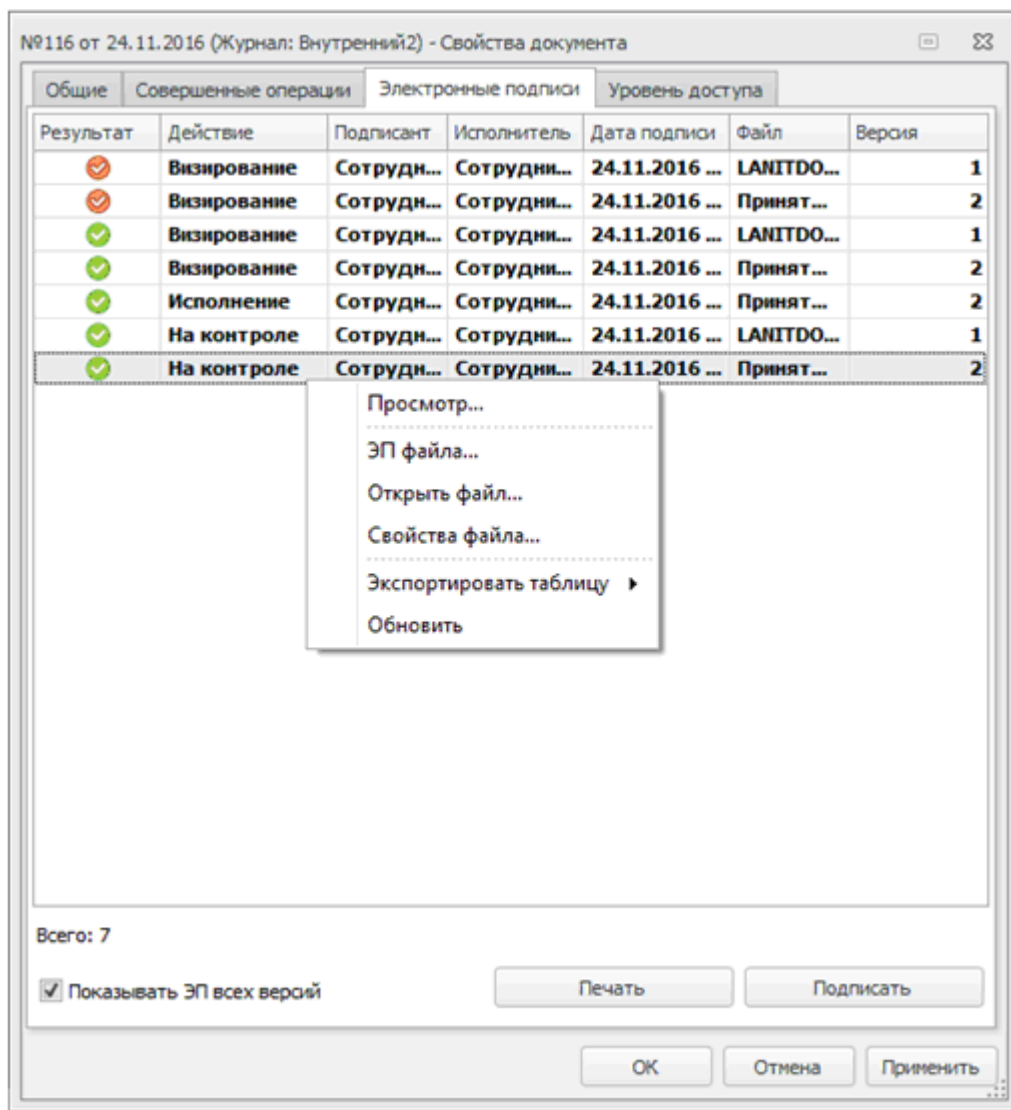 №116 от 24.11.2016 (Журнал: Внутренний2) - Свойства документа
Общие Совершенные операции Электронные подписи Уровень доступа
Результат Действие Подписант Исполнитель Дата подписи Файл Версия
Визирование Сотрудн... Сотрудни... 24.11.2016 ... LANITDO... 1
Визирование Сотрудн... Сотрудни... 24.11.2016 ... Принят... 2
Визирование Сотрудн... Сотрудни... 24.11.2016 ... LANITDO... 1
Визирование Сотрудн... Сотрудни... 24.11.2016 ... Принят... 2
Исполнение Сотрудн... Сотрудни... 24.11.2016 ... Принят... 2
На контроле Сотрудн... Сотрудни... 24.11.2016 ... LANITDO... 1
На контроле Сотрудн... Сотрудни... 24.11.2016 ... Принят... 2
Просмотр...
ЭП файла...
Открыть файл...
Свойства файла...
Экспортировать таблицу
Обновить
Всего: 7
Показывать ЭП всех версий Печать Подписать
ОК Отмена Применить